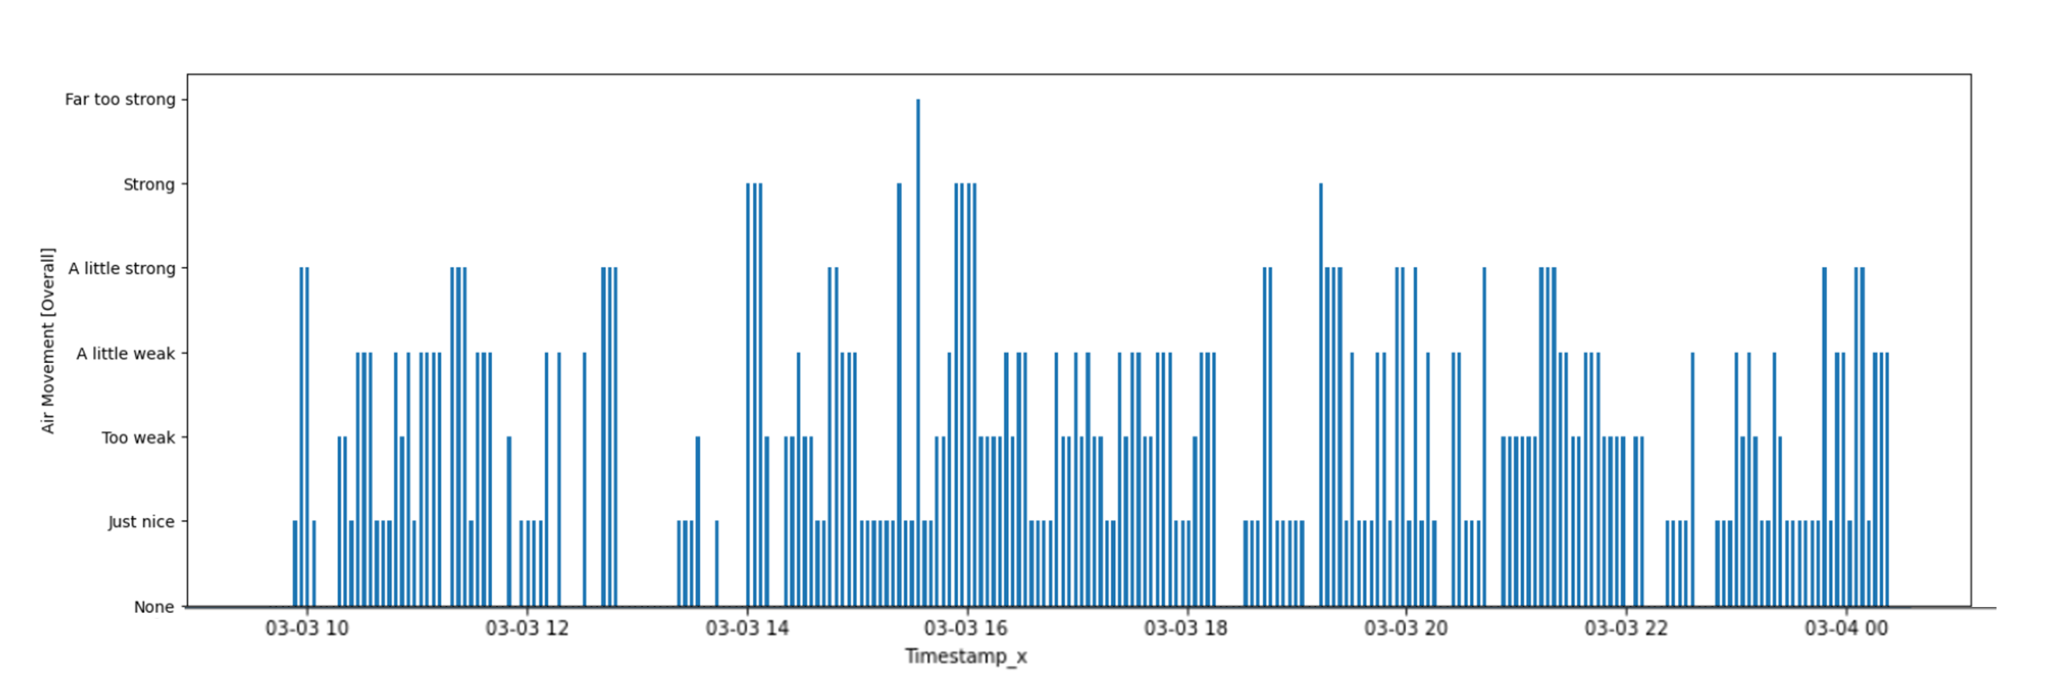 Far too strong
Strong
A little strong
A little weak
Too weak
Just nice
None
Air Movement [Overall]
03-03 10 03-03 12 03-03 14 03-03 16 03-03 18 03-03 20 03-03 22 03-04 00
Timestamp_x